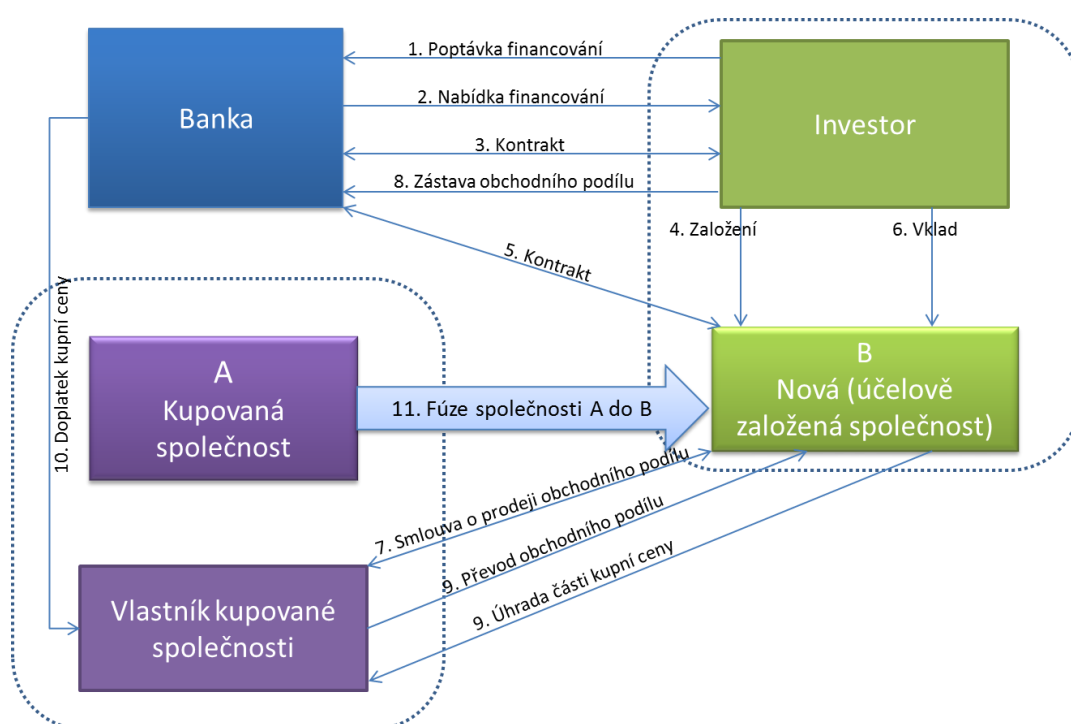 1. Poptávka financování
Banka
2. Nabídka financování
Investor
3. Kontrakt
8. Zástava obchodního podílu
4. Založení
6. Vklad
5. Kontrakt
10. Doplatek kupní ceny
A
Kupovaná
společnost
11. Fúze společnosti A do B
B
Nová (účelově
založená společnost)
7. Smlouva o prodeji obchodního podílu
9. Převod obchodního podílu
9. Úhrada části kupní ceny
Vlastník kupované
společnosti